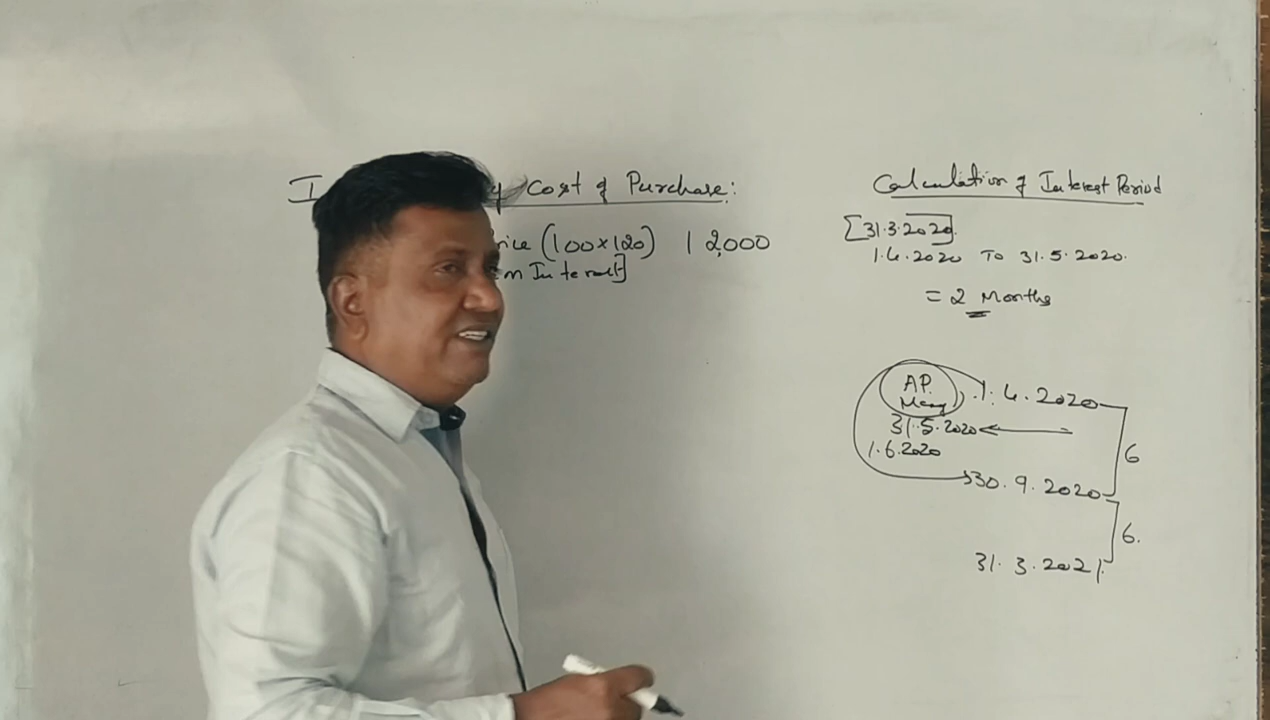 I y Cost of Purchase:
rice (100×120) 12,000
m Interest]
Calculation of Interest Period
[31.3.2020].
1.4.2020 To 31.5.2020.
= 2 Months
AP. 1.4.2020
May
31.5.2020
1.6.2020
6
30.9.2020
6.
31.3.2021